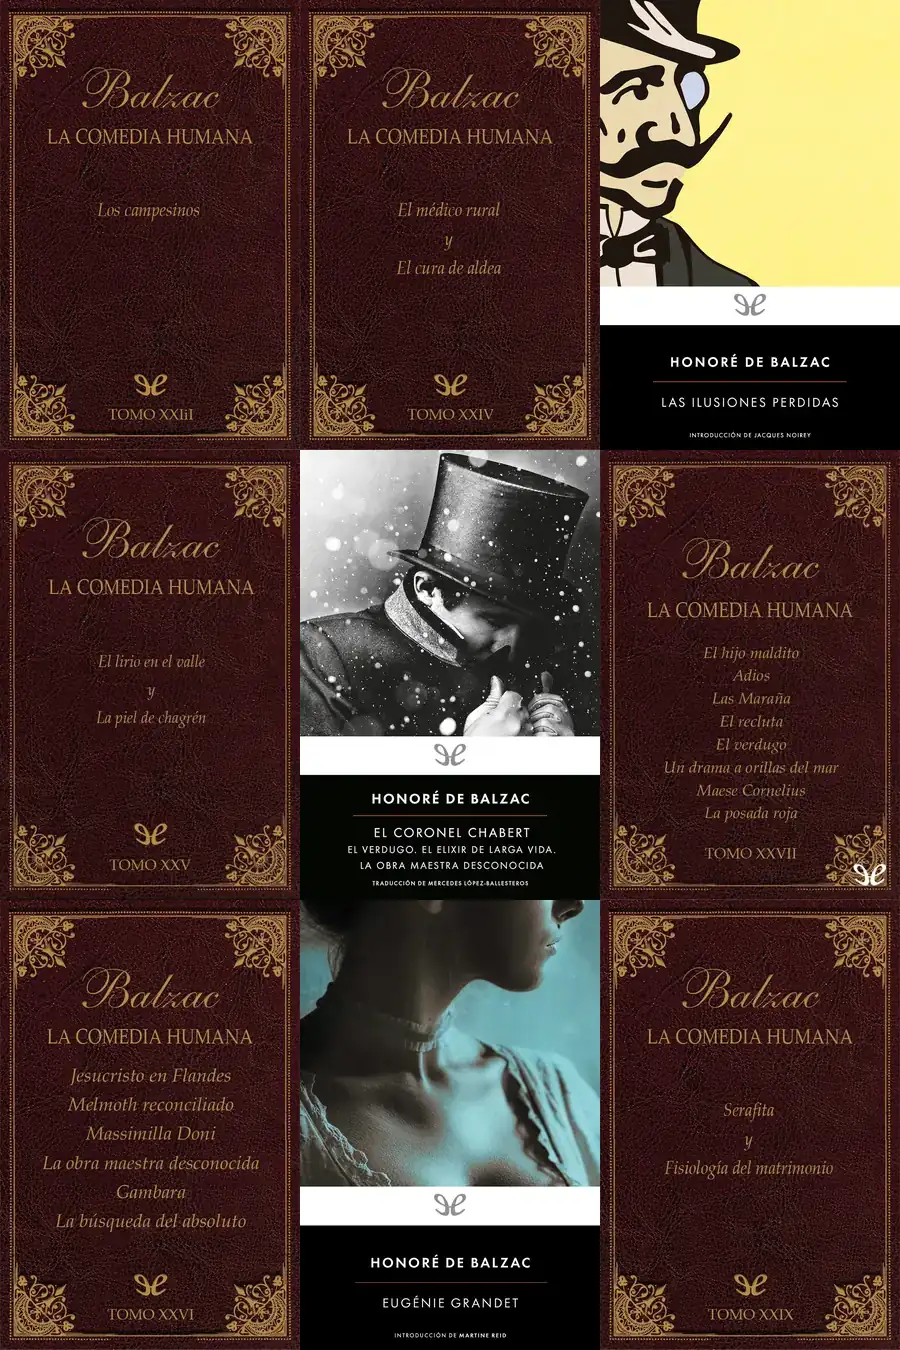 Balzac
LA COMEDIA HUMANA
Los campesinos
TOMO XXIiI
Balzac
LA COMEDIA HUMANA
El médico rural
y
El cura de aldea
TOMO XXIV
HONORÉ DE BALZAC
LAS ILUSIONES PERDIDAS
INTRODUCCIÓN DE JACQUES NOIREY
Balzac
LA COMEDIA HUMANA
El lirio en el valle
y
La piel de chagrén
TOMO XXV
HONORÉ DE BALZAC
EL CORONEL CHABERT
EL VERDUGO. EL ELIXIR DE LARGA VIDA.
LA OBRA MAESTRA DESCONOCIDA
TRADUCCIÓN DE MERCEDES LÓPEZ-BALLESTEROS
Balzac
LA COMEDIA HUMANA
El hijo maldito
Adios
Las Maraña
El recluta
El verdugo
Un drama a orillas del mar
Maese Cornelius
La posada roja
TOMO XXVII
Balzac
LA COMEDIA HUMANA
Jesucristo en Flandes
Melmoth reconciliado
Massimilla Doni
La obra maestra desconocida
Gambara
La búsqueda del absoluto
TOMO XXVI
HONORÉ DE BALZAC
EUGÉNIE GRANDET
INTRODUCCIÓN DE MARTINE REID
Balzac
LA COMEDIA HUMANA
Serafita
y
Fisiología del matrimonio
TOMO XXIX